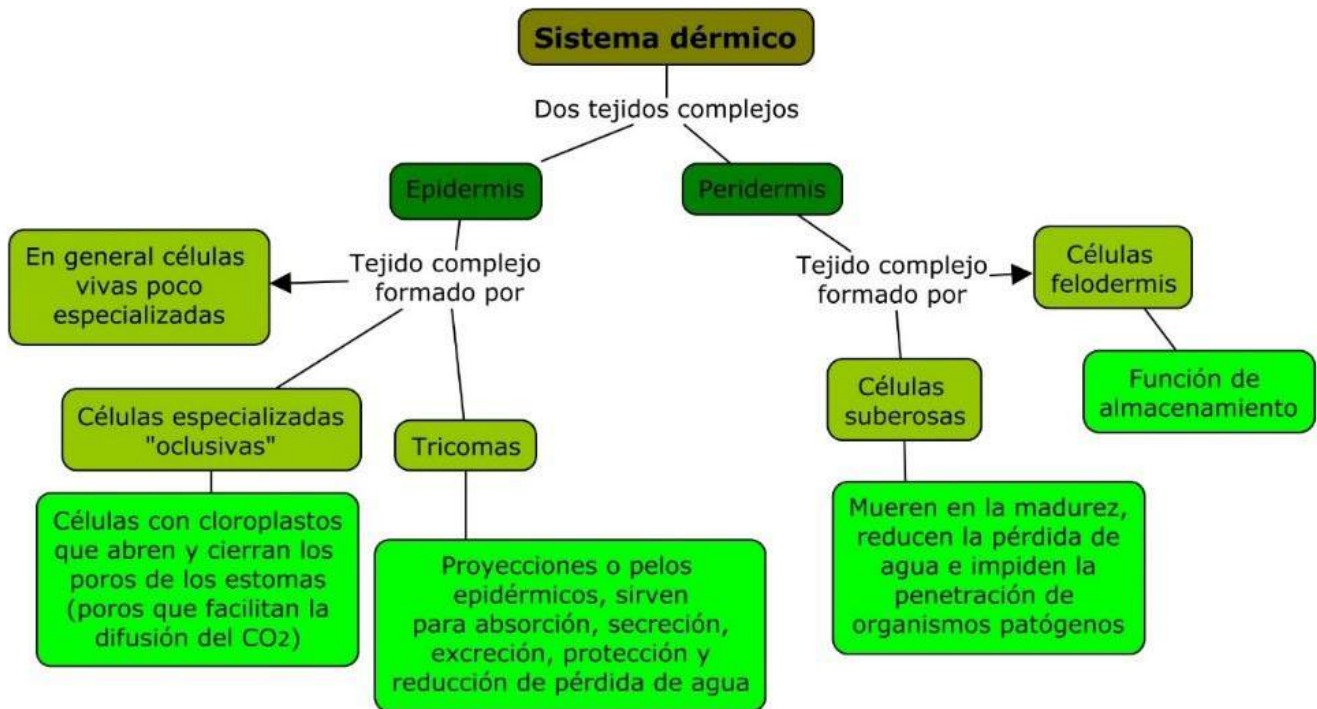 Sistema dérmico
Dos tejidos complejos
Epidermis
Peridermis
En general células
vivas poco
especializadas
Tejido complejo
formado por
Tejido complejo
formado por
Células
felodermis
Células especializadas
"oclusivas"
Tricomas
Células
suberosas
Función de
almacenamiento
Células con cloroplastos
que abren y cierran los
poros de los estomas
(poros que facilitan la
difusión del CO2)
Proyecciones o pelos
epidérmicos, sirven
para absorción, secreción,
excreción, protección y
reducción de pérdida de agua
Mueren en la madurez,
reducen la pérdida de
agua e impiden la
penetración de
organismos patógenos